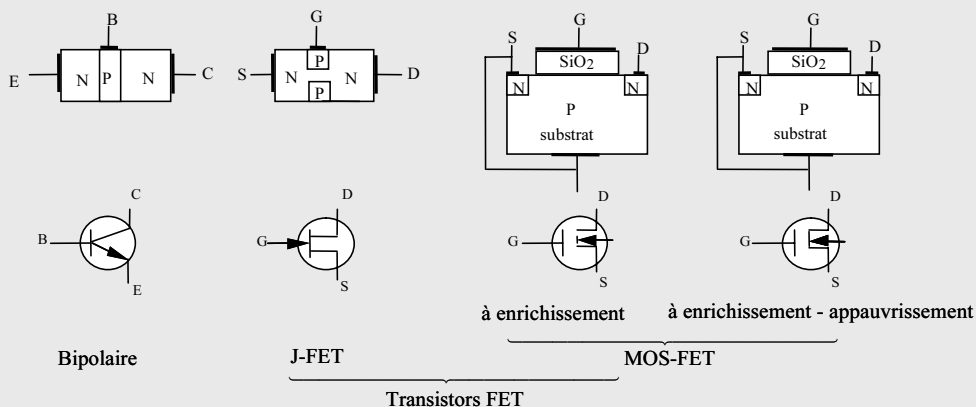 B
G
G
G
S
D
S
D
SiO2
SiO2
E
N
P
N
C
S
N
P
N
D
P
N
N
N
N
P
substrat
P
substrat
C
D
D
D
B
G
G
G
E
S
S
S
à enrichissement
à enrichissement - appauvrissement
Bipolaire
J-FET
MOS-FET
Transistors FET